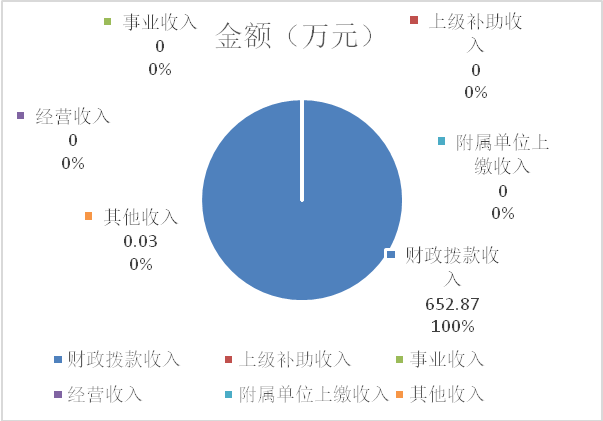 金额（万元）
事业收入
0
0%
上级补助收
入
0
0%
经营收入
0
0%
附属单位上
缴收入
0
0%
其他收入
0.03
0%
财政拨款收
入
652.87
100%
财政拨款收入
上级补助收入
事业收入
经营收入
附属单位上缴收入
其他收入